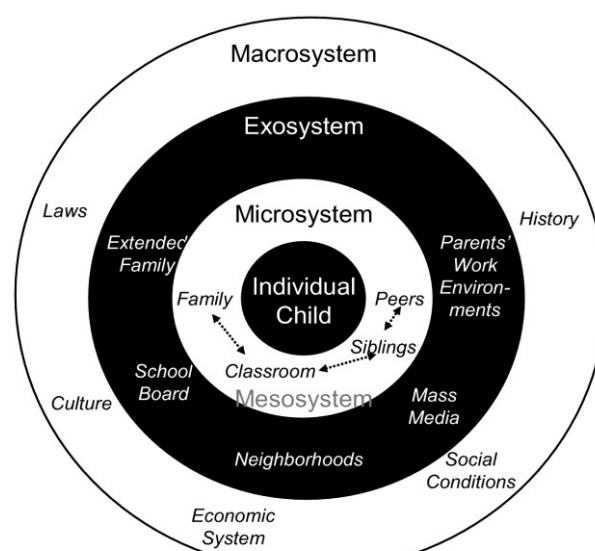 Macrosystem
Exosystem
Microsystem
Laws
History
Extended
Family
Parents'
Work
Environ-
ments
Family
Individual
Child
Peers
Siblings
Classroom
School
Board
Mesosystem
Culture
Mass
Media
Neighborhoods
Social
Conditions
Economic
System